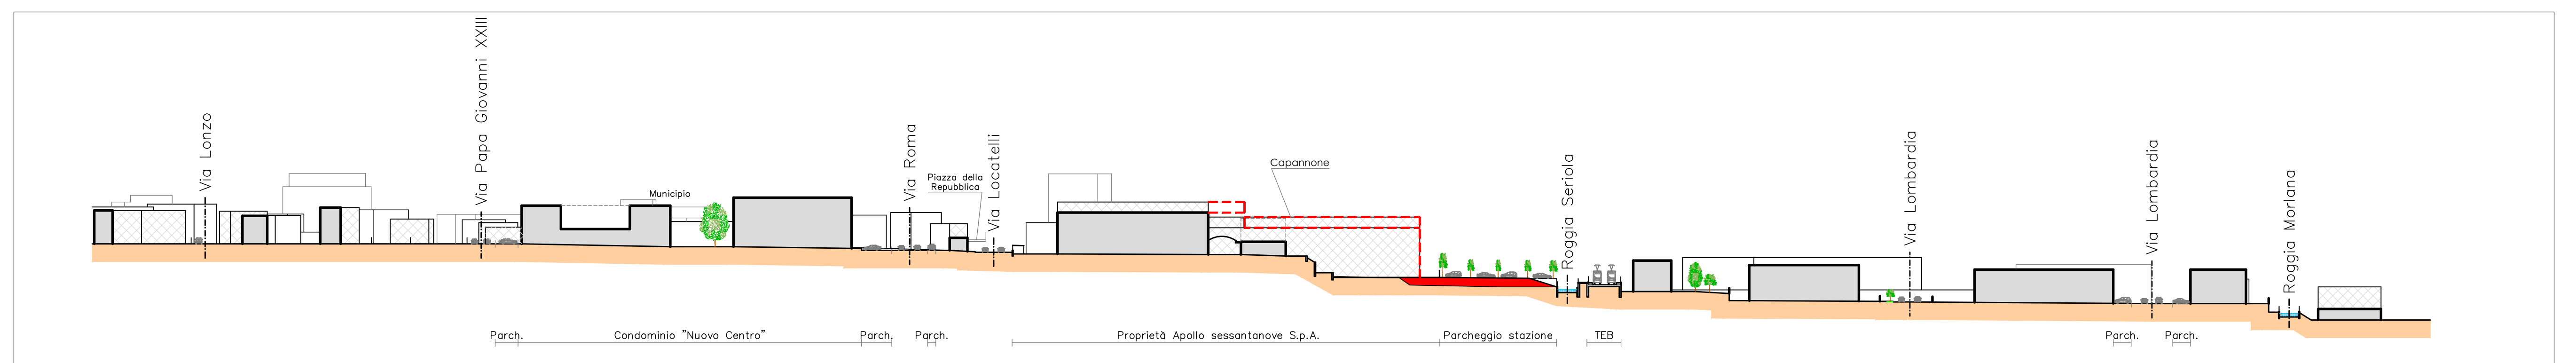 Via Lonzo
Via Papa Giovanni XXIII
Municipio
Via Roma
Piazza della
Repubblica
Via Locatelli
Capannone
Roggia Seriola
Via Lombardia
Via Lombardia
Roggia Morlana
Parch.
Condominio "Nuovo Centro"
Parch.
Parch.
Proprietà Apollo sessantanove S.p.A.
Parcheggio stazione
TEB
Parch.
Parch.